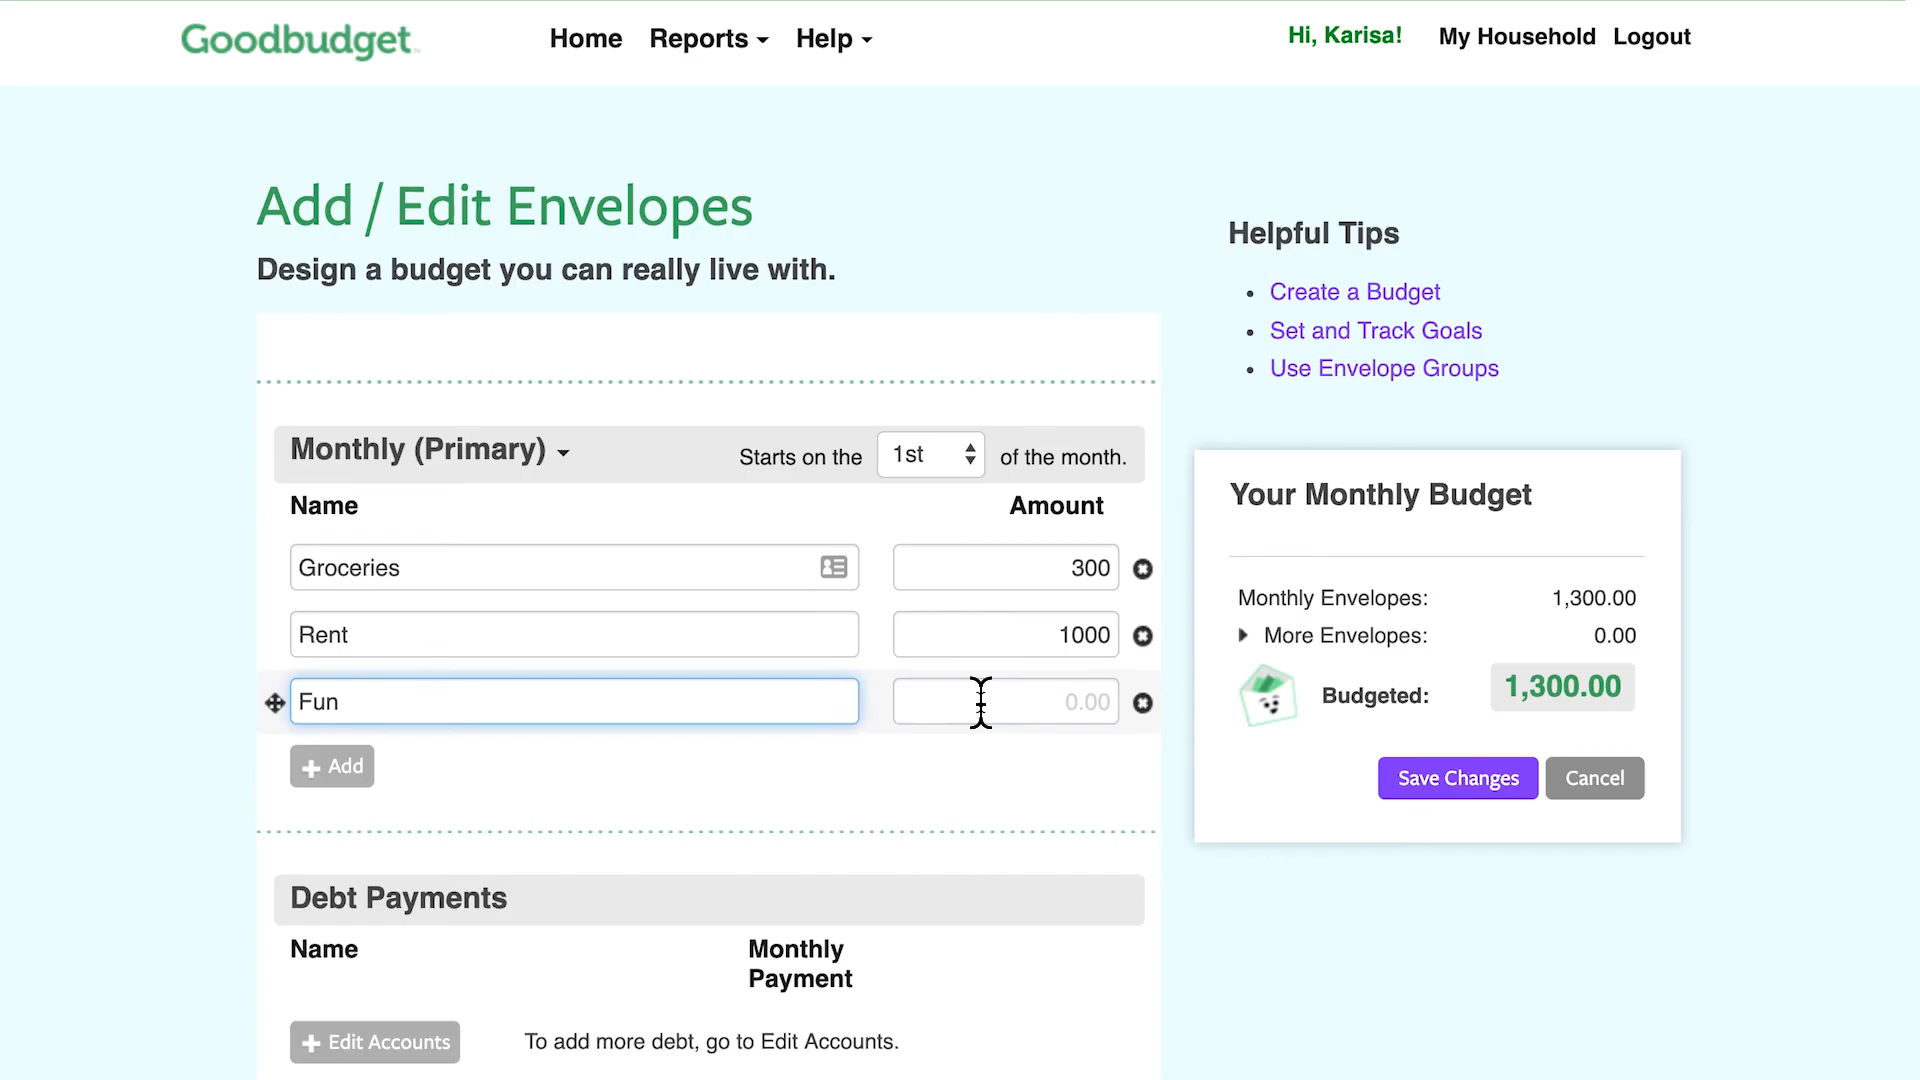 Goodbudget
Home Reports Help
Hi, Karisa! My Household Logout
Add / Edit Envelopes
Design a budget you can really live with.
Helpful Tips
Create a Budget
Set and Track Goals
Use Envelope Groups
Monthly (Primary) Starts on the 1st of the month.
Name Amount
Groceries 300
Rent 1000
Fun 0.00
+ Add
Your Monthly Budget
Monthly Envelopes: 1,300.00
More Envelopes: 0.00
Budgeted: 1,300.00
Save Changes Cancel
Debt Payments
Name Monthly
Payment
+ Edit Accounts To add more debt, go to Edit Accounts.